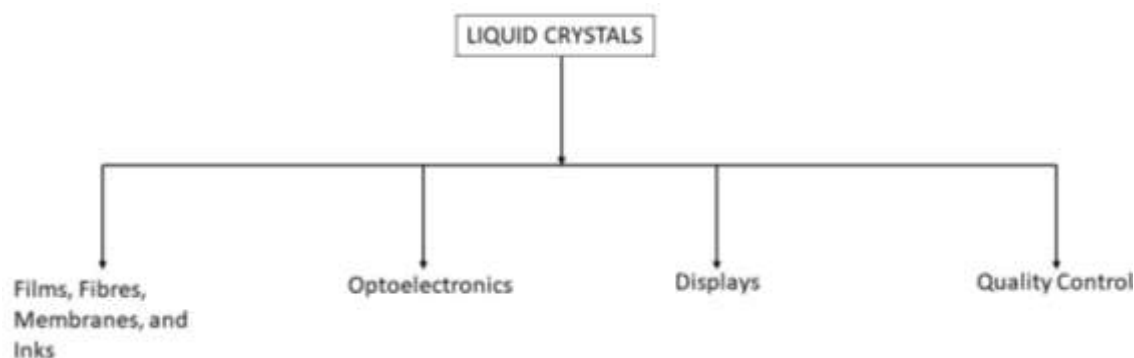 LIQUID CRYSTALS
Films, Fibres,
Membranes, and
Inks
Optoelectronics
Displays
Quality Control